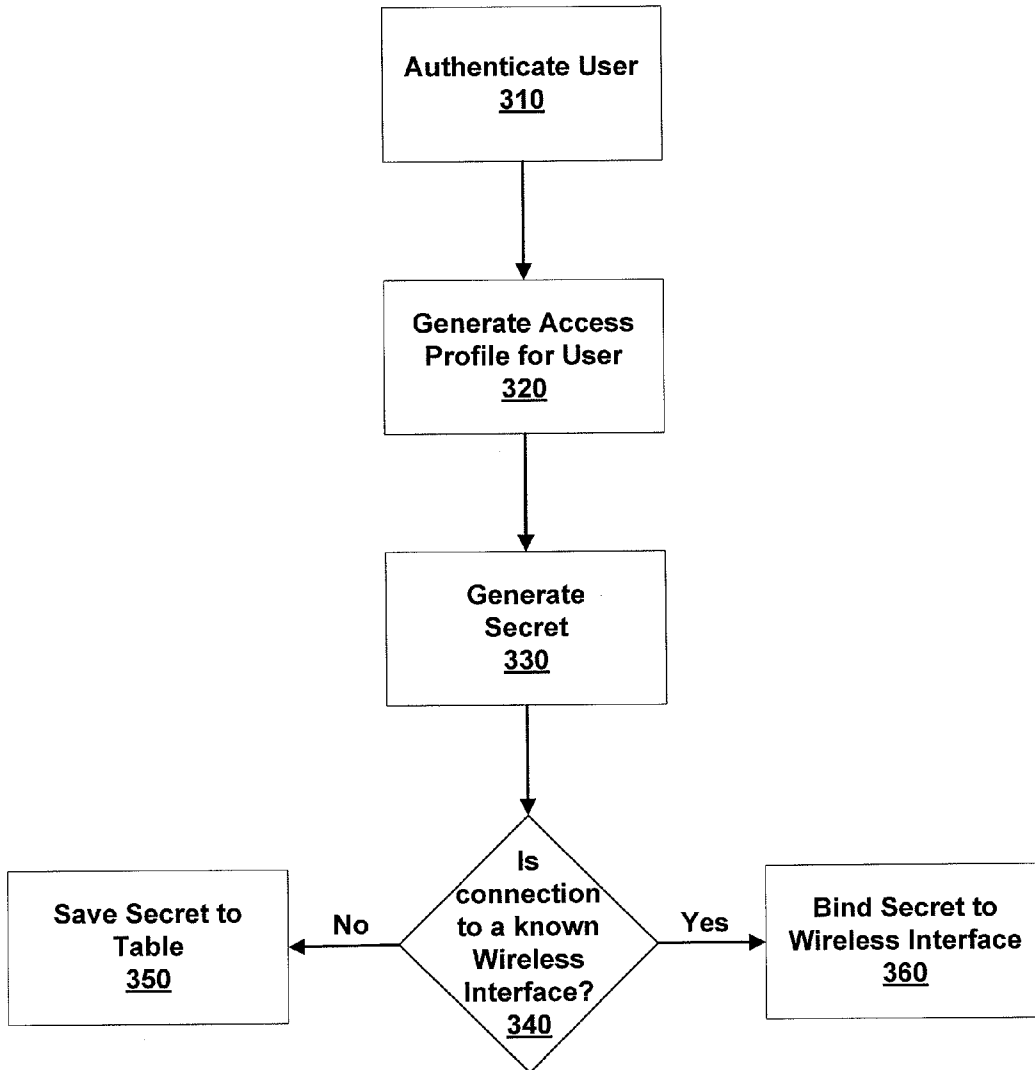 Authenticate User
310
Generate Access
Profile for User
320
Generate
Secret
330
Is
connection
to a known
Wireless
Interface?
340
No
Yes
Save Secret to
Table
350
Bind Secret to
Wireless Interface
360